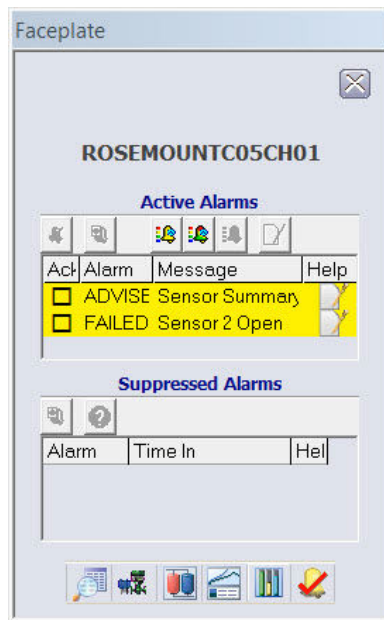 Faceplate
ROSEMOUNTC05CH01
Active Alarms
Ack Alarm Message Help
ADVISE Sensor Summary
FAILED Sensor 2 Open
Suppressed Alarms
Alarm Time In Hel